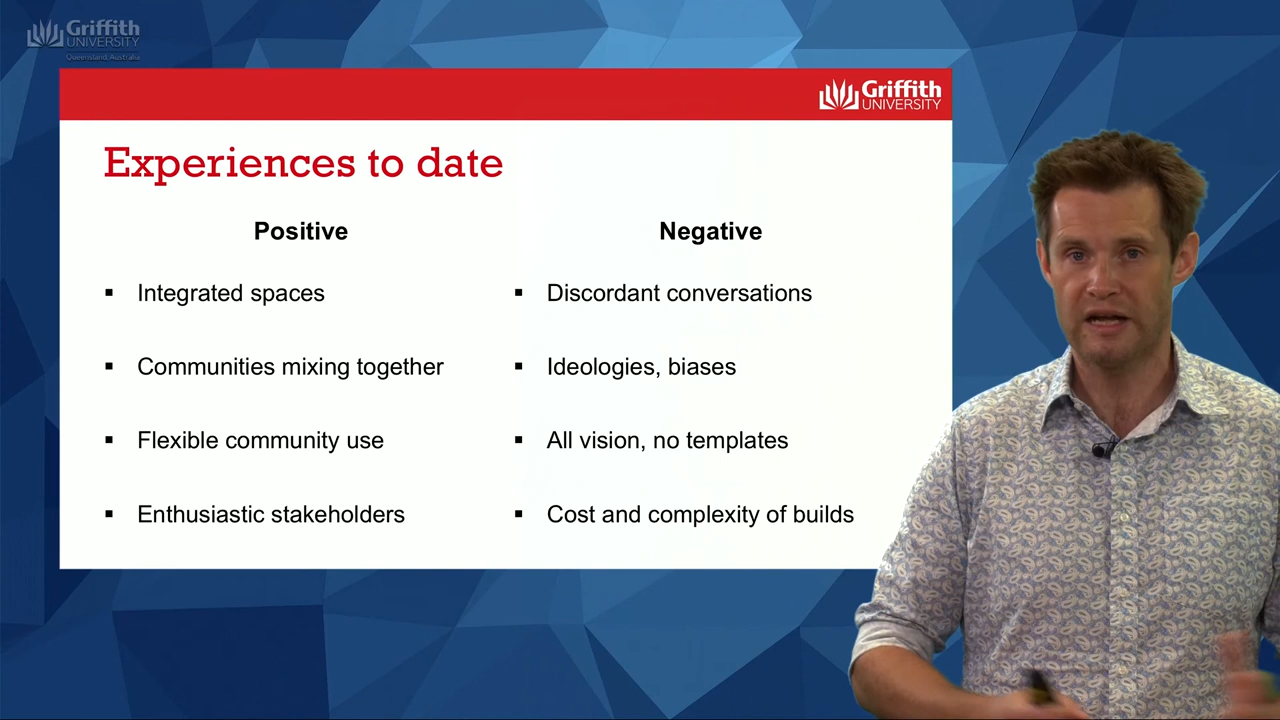 Griffith
UNIVERSITY
Queensland Australia
Griffith
UNIVERSITY
Experiences to date
Positive
Negative
Integrated spaces
Discordant conversations
Communities mixing together
Ideologies, biases
Flexible community use
All vision, no templates
Enthusiastic stakeholders
Cost and complexity of builds